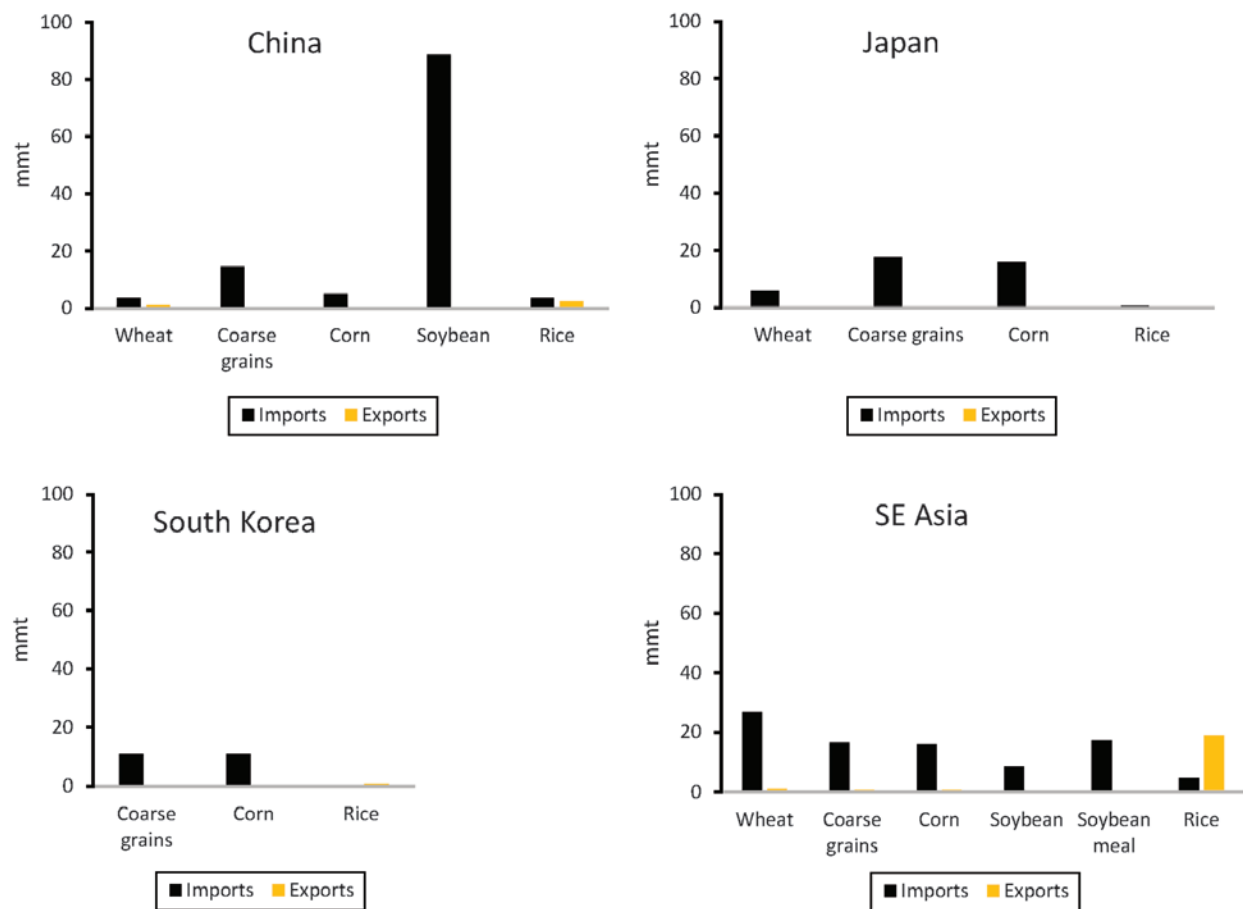 China
100
80
60
40
20
0
mmt
Wheat
Coarse
grains
Corn
Soybean
Rice
Imports Exports
Japan
100
80
60
40
20
0
mmt
Wheat
Coarse grains
Corn
Rice
Imports Exports
South Korea
100
80
60
40
20
0
mmt
Coarse
grains
Corn
Rice
Imports Exports
SE Asia
100
80
60
40
20
0
mmt
Wheat
Coarse
grains
Corn
Soybean
Soybean
meal
Rice
Imports Exports